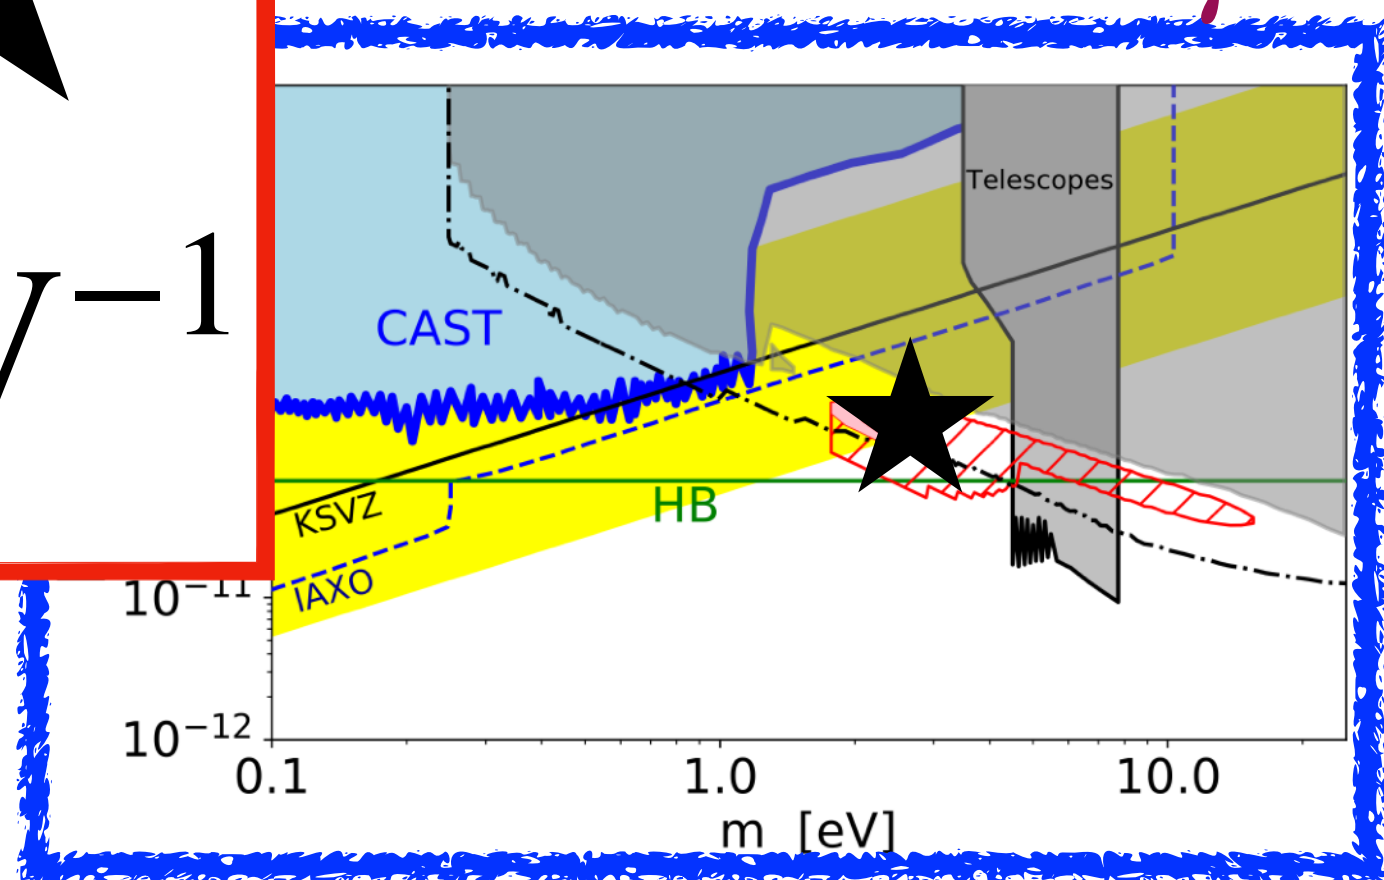 y⁻¹
Telescopes
CAST
KSVZ
HB
IAXO
10⁻¹¹
10⁻¹²
0.1 1.0 10.0
m [eV]